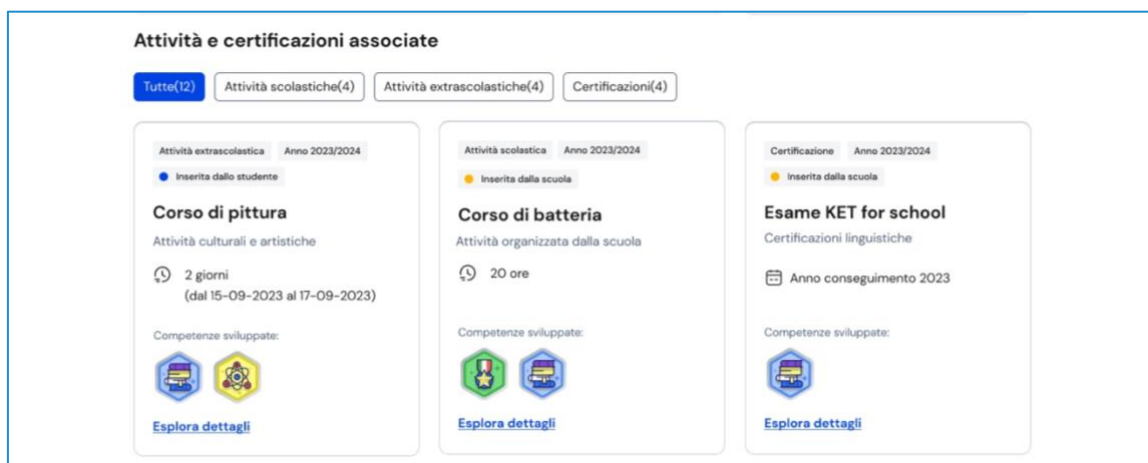 Attività e certificazioni associate
Tutte(12) Attività scolastiche(4) Attività extrascolastiche(4) Certificazioni(4)
Attività extrascolastica Anno 2023/2024
Inserita dallo studente
Corso di pittura
Attività culturali e artistiche
2 giorni
(dal 15-09-2023 al 17-09-2023)
Competenze sviluppate:
Esplora dettagli
Attività scolastica Anno 2023/2024
Inserita dalla scuola
Corso di batteria
Attività organizzata dalla scuola
20 ore
Competenze sviluppate:
Esplora dettagli
Certificazione Anno 2023/2024
Inserita dalla scuola
Esame KET for school
Certificazioni linguistiche
Anno conseguimento 2023
Competenze sviluppate:
Esplora dettagli